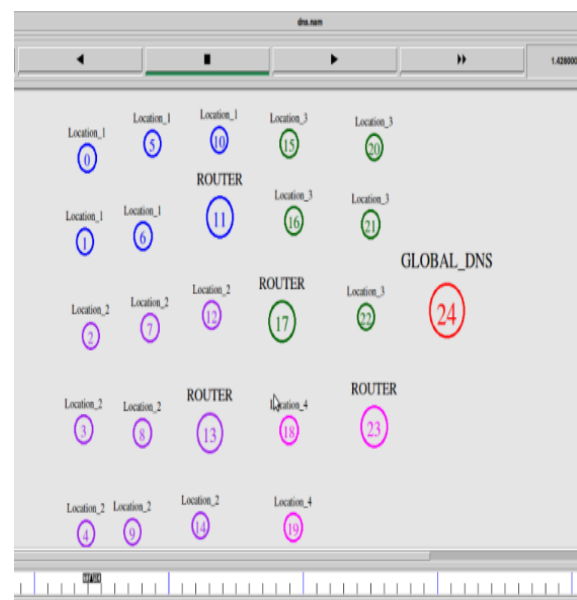 dns.nam
1.428000
Location_1 Location_1 Location_1 Location_3 Location_3
0 5 10 15 20
ROUTER
Location_1 Location_1 Location_3 Location_3
1 6 11 16 21
GLOBAL_DNS
Location_2 Location_2 Location_2 ROUTER Location_3
2 7 12 17 22 24
Location_2 Location_2 ROUTER Location_4 ROUTER
3 8 13 18 23
Location_2 Location_2 Location_2 Location_4
4 9 14 19